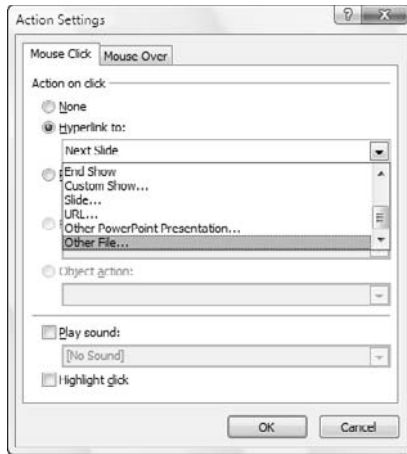 Action Settings
Mouse Click Mouse Over
Action on click
None
Hyperlink to:
Next Slide
End Show
Custom Show...
Slide...
URL...
Other PowerPoint Presentation...
Other File...
Object action:
Play sound:
[No Sound]
Highlight click
OK Cancel